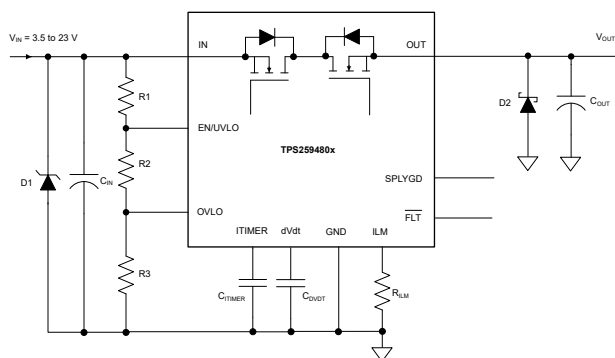 V_IN = 3.5 to 23 V
IN
OUT
V_OUT
R1
EN/UVLO
D2
C_OUT
TPS259480x
R2
D1
C_IN
SPLYGD
OVLO
FLT
ITIMER
dVdt
GND
ILM
R3
C_ITIMER
C_DVDT
R_ILM